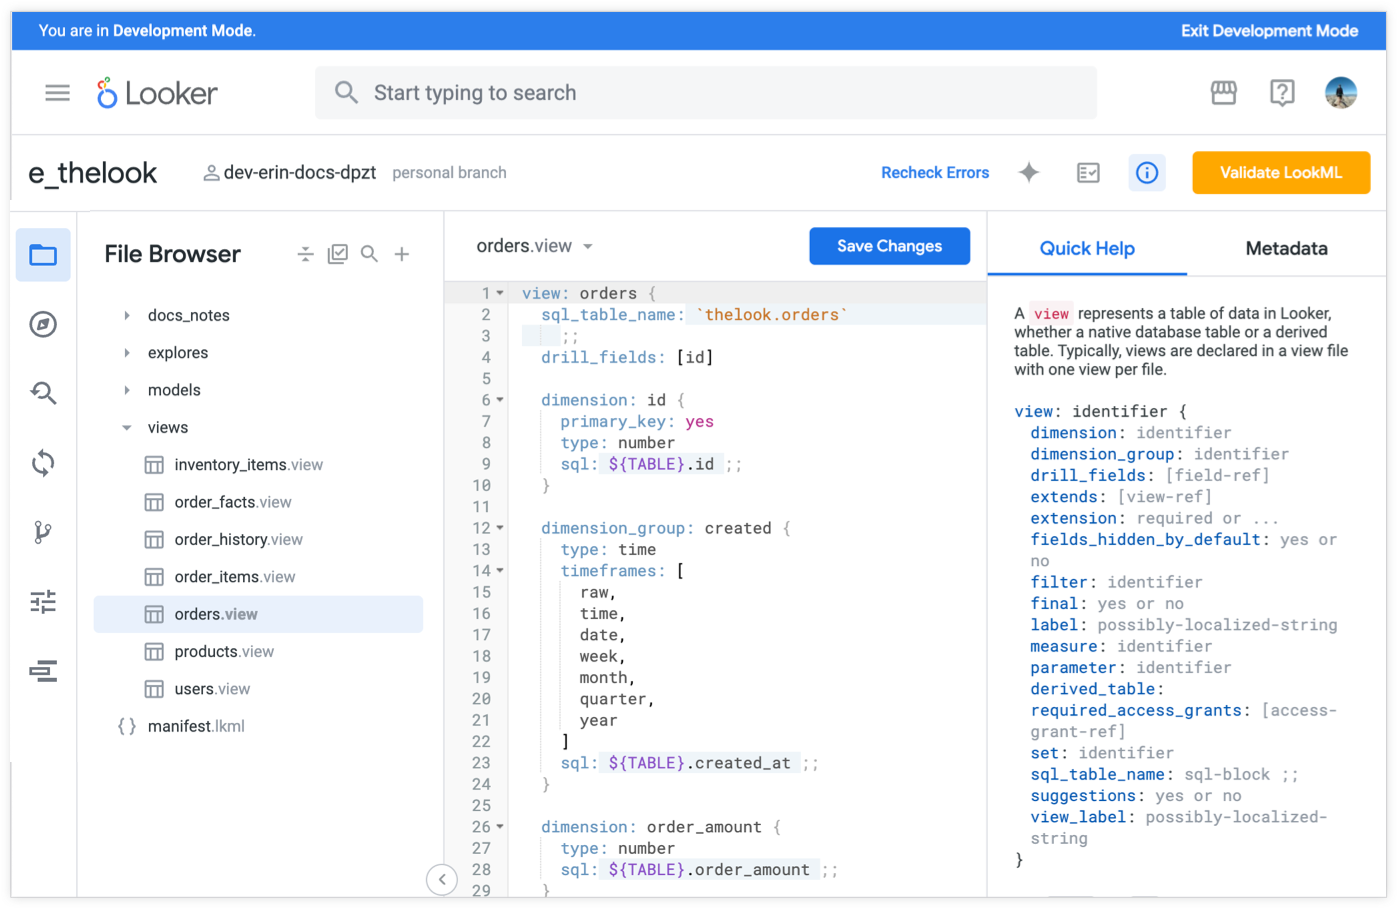 You are in Development Mode.
Exit Development Mode
Looker
Start typing to search
e_thelook
dev-erin-docs-dpzt
personal branch
Recheck Errors
Validate LookML
File Browser
docs_notes
explores
models
views
inventory_items.view
order_facts.view
order_history.view
order_items.view
orders.view
products.view
users.view
{ } manifest.lkml
orders.view
Save Changes
1 view: orders {
2 sql_table_name: `thelook.orders`
3 ;;
4 drill_fields: [id]
5
6 dimension: id {
7 primary_key: yes
8 type: number
9 sql: ${TABLE}.id ;;
10 }
11
12 dimension_group: created {
13 type: time
14 timeframes: [
15 raw,
16 time,
17 date,
18 week,
19 month,
20 quarter,
21 year
22 ]
23 sql: ${TABLE}.created_at ;;
24 }
25
26 dimension: order_amount {
27 type: number
28 sql: ${TABLE}.order_amount ;;
29 }
Quick Help
Metadata
A view represents a table of data in Looker,
whether a native database table or a derived
table. Typically, views are declared in a view file
with one view per file.
view: identifier {
dimension: identifier
dimension_group: identifier
drill_fields: [field-ref]
extends: [view-ref]
extension: required or ...
fields_hidden_by_default: yes or
no
filter: identifier
final: yes or no
label: possibly-localized-string
measure: identifier
parameter: identifier
derived_table:
required_access_grants: [access-
grant-ref]
set: identifier
sql_table_name: sql-block ;;
suggestions: yes or no
view_label: possibly-localized-
string
}